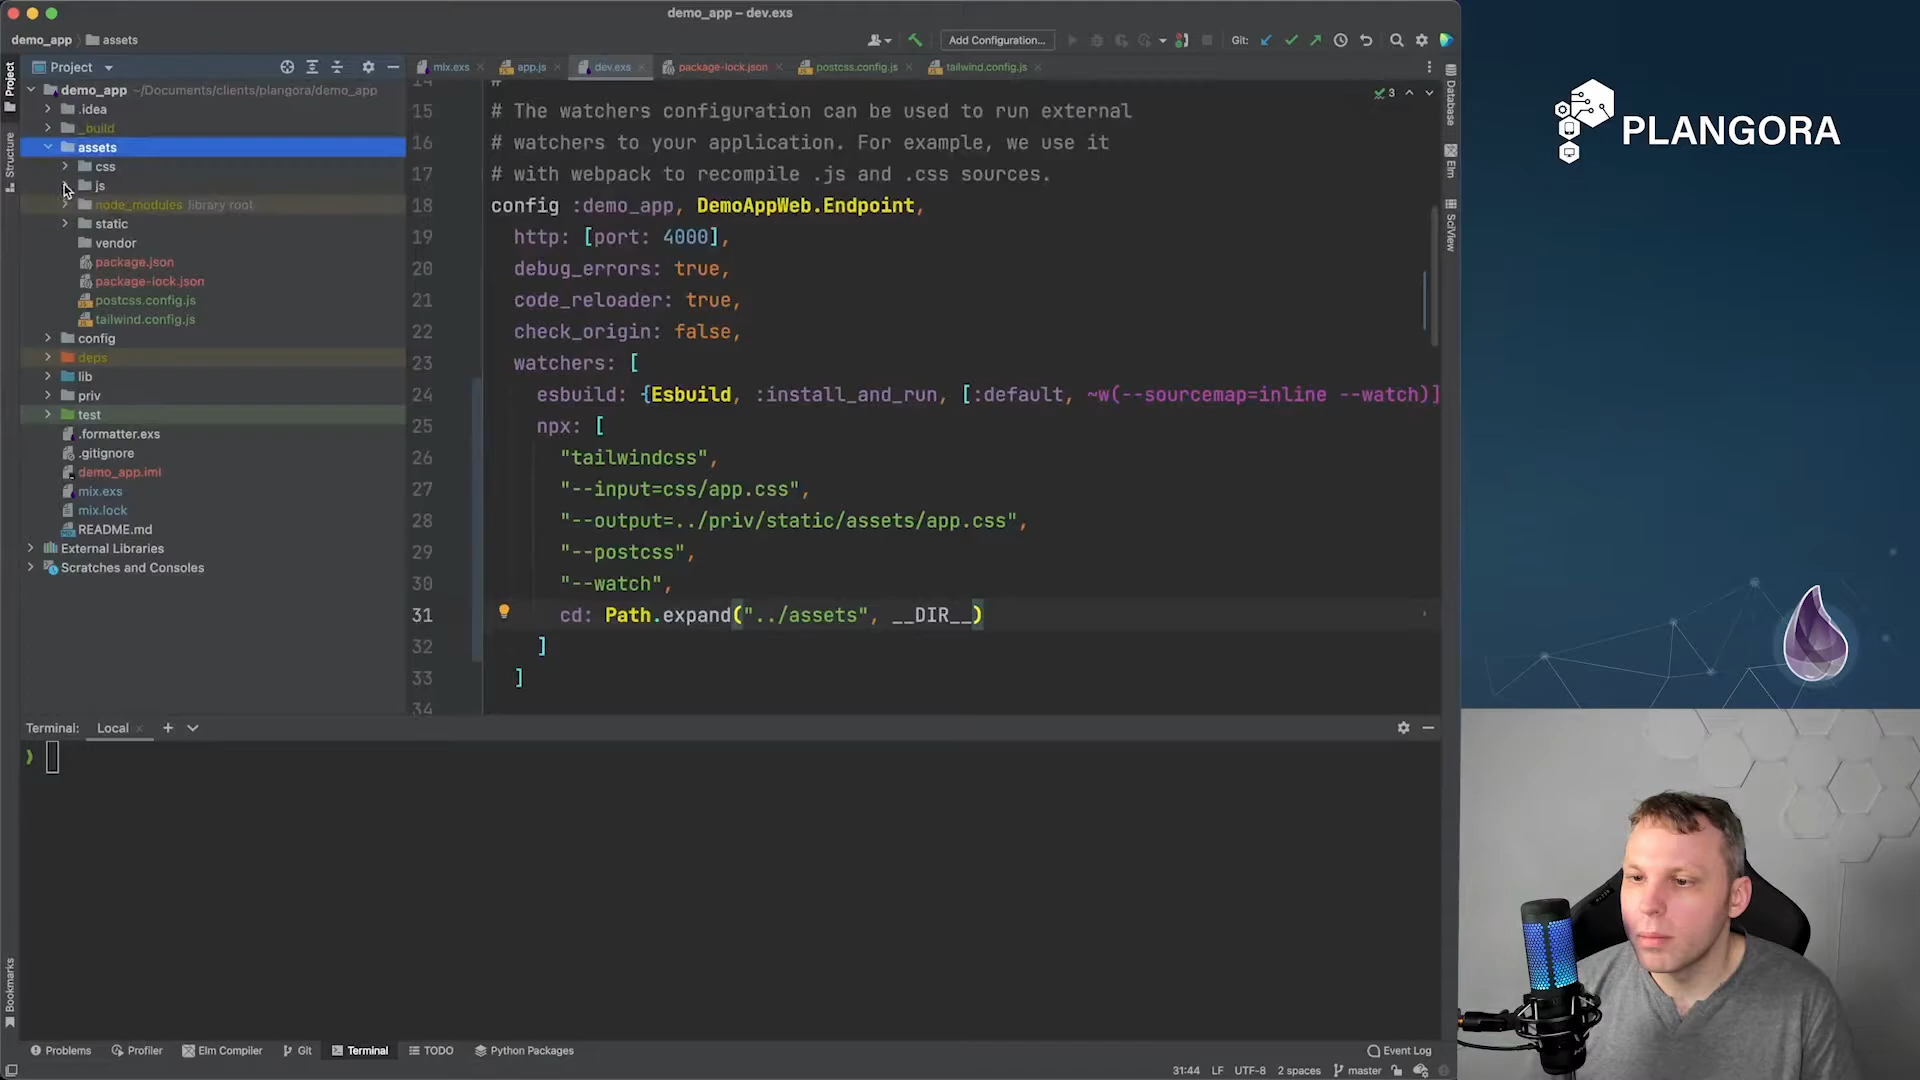 demo_app – dev.exs
demo_app
assets
Add Configuration...
Git:
Project
mix.exs
app.js
dev.exs
package-lock.json
postcss.config.js
tailwind.config.js
demo_app ~/Documents/clients/plangora/demo_app
.idea
_build
assets
css
js
node_modules library root
static
vendor
package.json
package-lock.json
postcss.config.js
tailwind.config.js
config
deps
lib
priv
test
.formatter.exs
.gitignore
demo_app.iml
mix.exs
mix.lock
README.md
External Libraries
Scratches and Consoles
Project
Structure
Bookmarks
3
15 # The watchers configuration can be used to run external
16 # watchers to your application. For example, we use it
17 # with webpack to recompile .js and .css sources.
18 config :demo_app, DemoAppWeb.Endpoint,
19 http: [port: 4000],
20 debug_errors: true,
21 code_reloader: true,
22 check_origin: false,
23 watchers: [
24 esbuild: {Esbuild, :install_and_run, [:default, ~w(--sourcemap=inline --watch)]
25 npx: [
26 "tailwindcss",
27 "--input=css/app.css",
28 "--output=../priv/static/assets/app.css",
29 "--postcss",
30 "--watch",
31 cd: Path.expand("../assets", __DIR__)
32 ]
33 ]
34
Database
Elm
SciView
PLANGORA
Terminal:
Local
Problems
Profiler
Elm Compiler
Git
Terminal
TODO
Python Packages
Event Log
31:44
LF
UTF-8
2 spaces
master